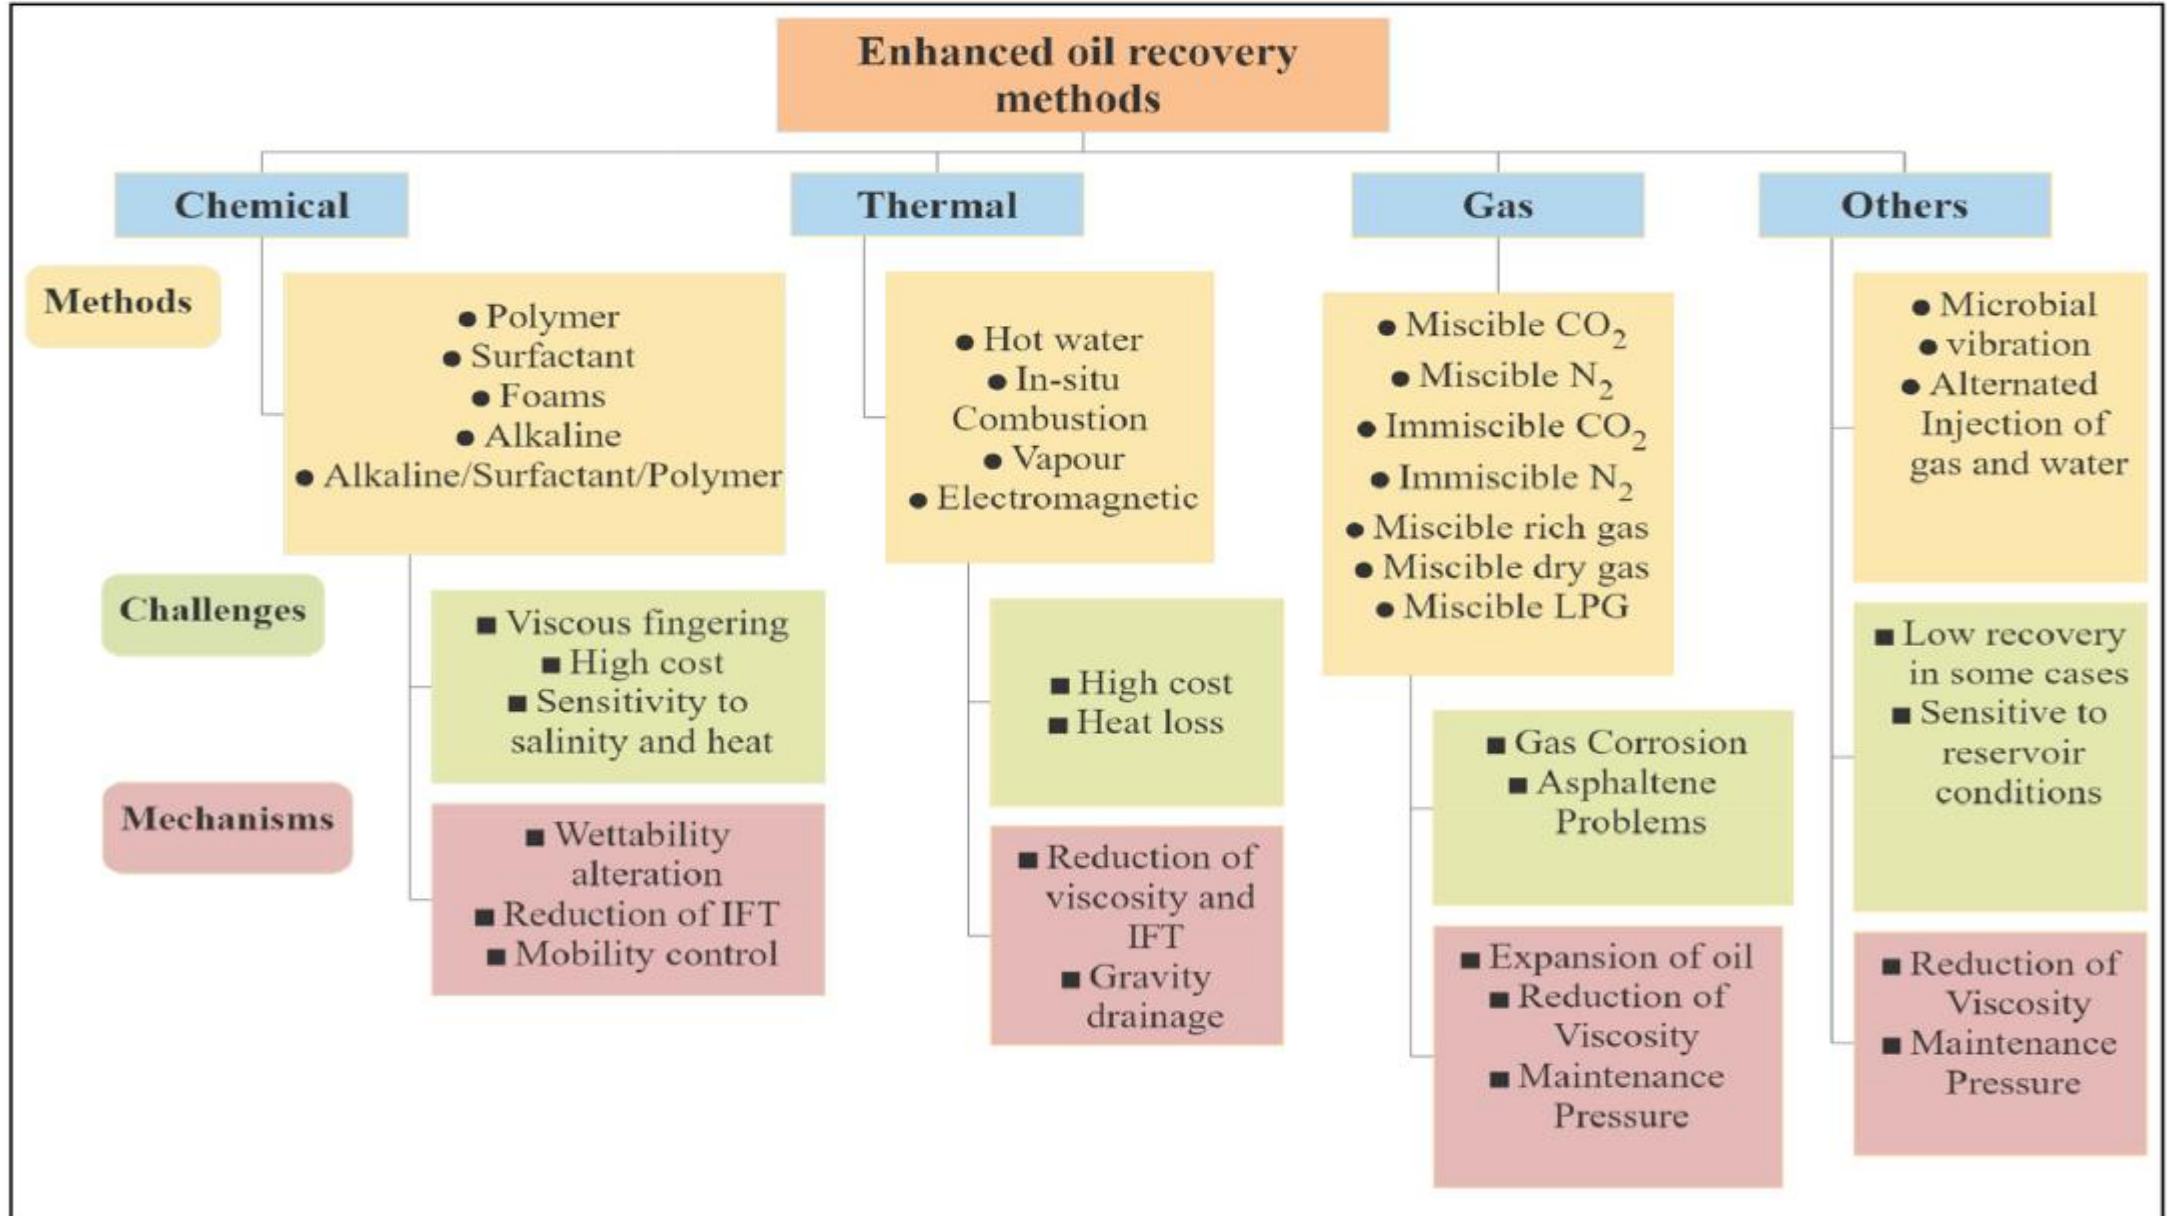 Enhanced oil recovery
methods
Chemical
Thermal
Gas
Others
Methods
● Polymer
● Surfactant
● Foams
● Alkaline
● Alkaline/Surfactant/Polymer
● Hot water
● In-situ
Combustion
● Vapour
● Electromagnetic
● Miscible CO₂
● Miscible N₂
● Immiscible CO₂
● Immiscible N₂
● Miscible rich gas
● Miscible dry gas
● Miscible LPG
● Microbial
● vibration
● Alternated
Injection of
gas and water
Challenges
■ Viscous fingering
■ High cost
■ Sensitivity to
salinity and heat
■ High cost
■ Heat loss
■ Gas Corrosion
■ Asphaltene
Problems
■ Low recovery
in some cases
■ Sensitive to
reservoir
conditions
Mechanisms
■ Wettability
alteration
■ Reduction of IFT
■ Mobility control
■ Reduction of
viscosity and
IFT
■ Gravity
drainage
■ Expansion of oil
■ Reduction of
Viscosity
■ Maintenance
Pressure
■ Reduction of
Viscosity
■ Maintenance
Pressure